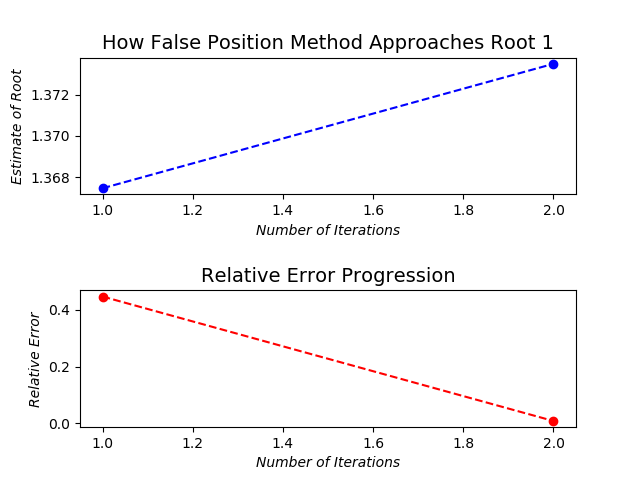 How False Position Method Approaches Root 1
Estimate of Root
1.372
1.370
1.368
1.0 1.2 1.4 1.6 1.8 2.0
Number of Iterations
Relative Error Progression
Relative Error
0.4
0.2
0.0
1.0 1.2 1.4 1.6 1.8 2.0
Number of Iterations